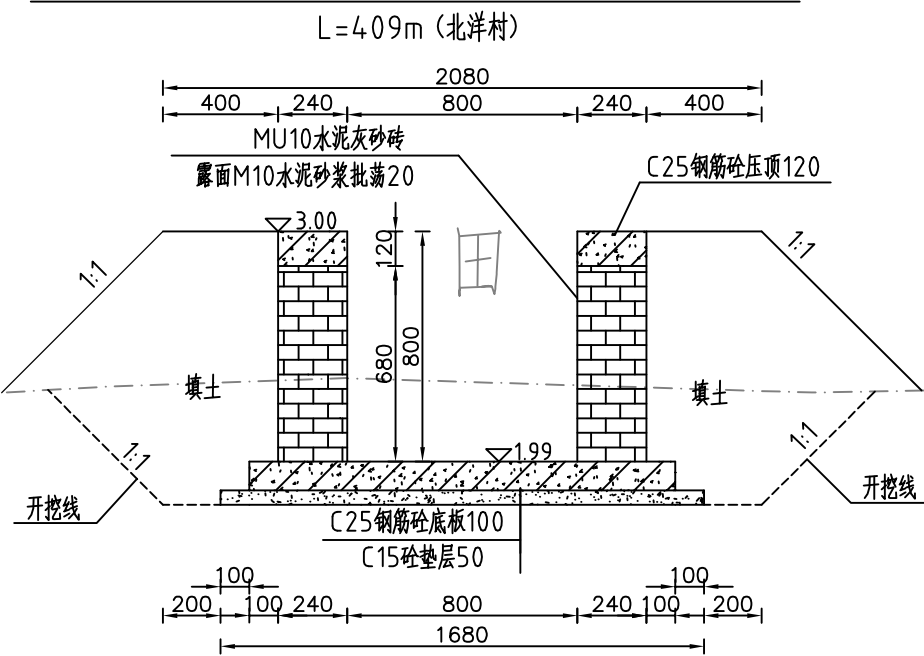 L=409m（北洋村）
2080
400 240 800 240 400
MU10水泥灰砂砖
露面M10水泥砂浆批荡20
C25钢筋砼压顶120
3.00
120
田
1:1
1:1
680
800
填土
填土
1:1
1.99
1:1
开挖线
开挖线
C25钢筋砼底板100
C15砼垫层50
100 100
200 100 240 800 240 100 200
1680